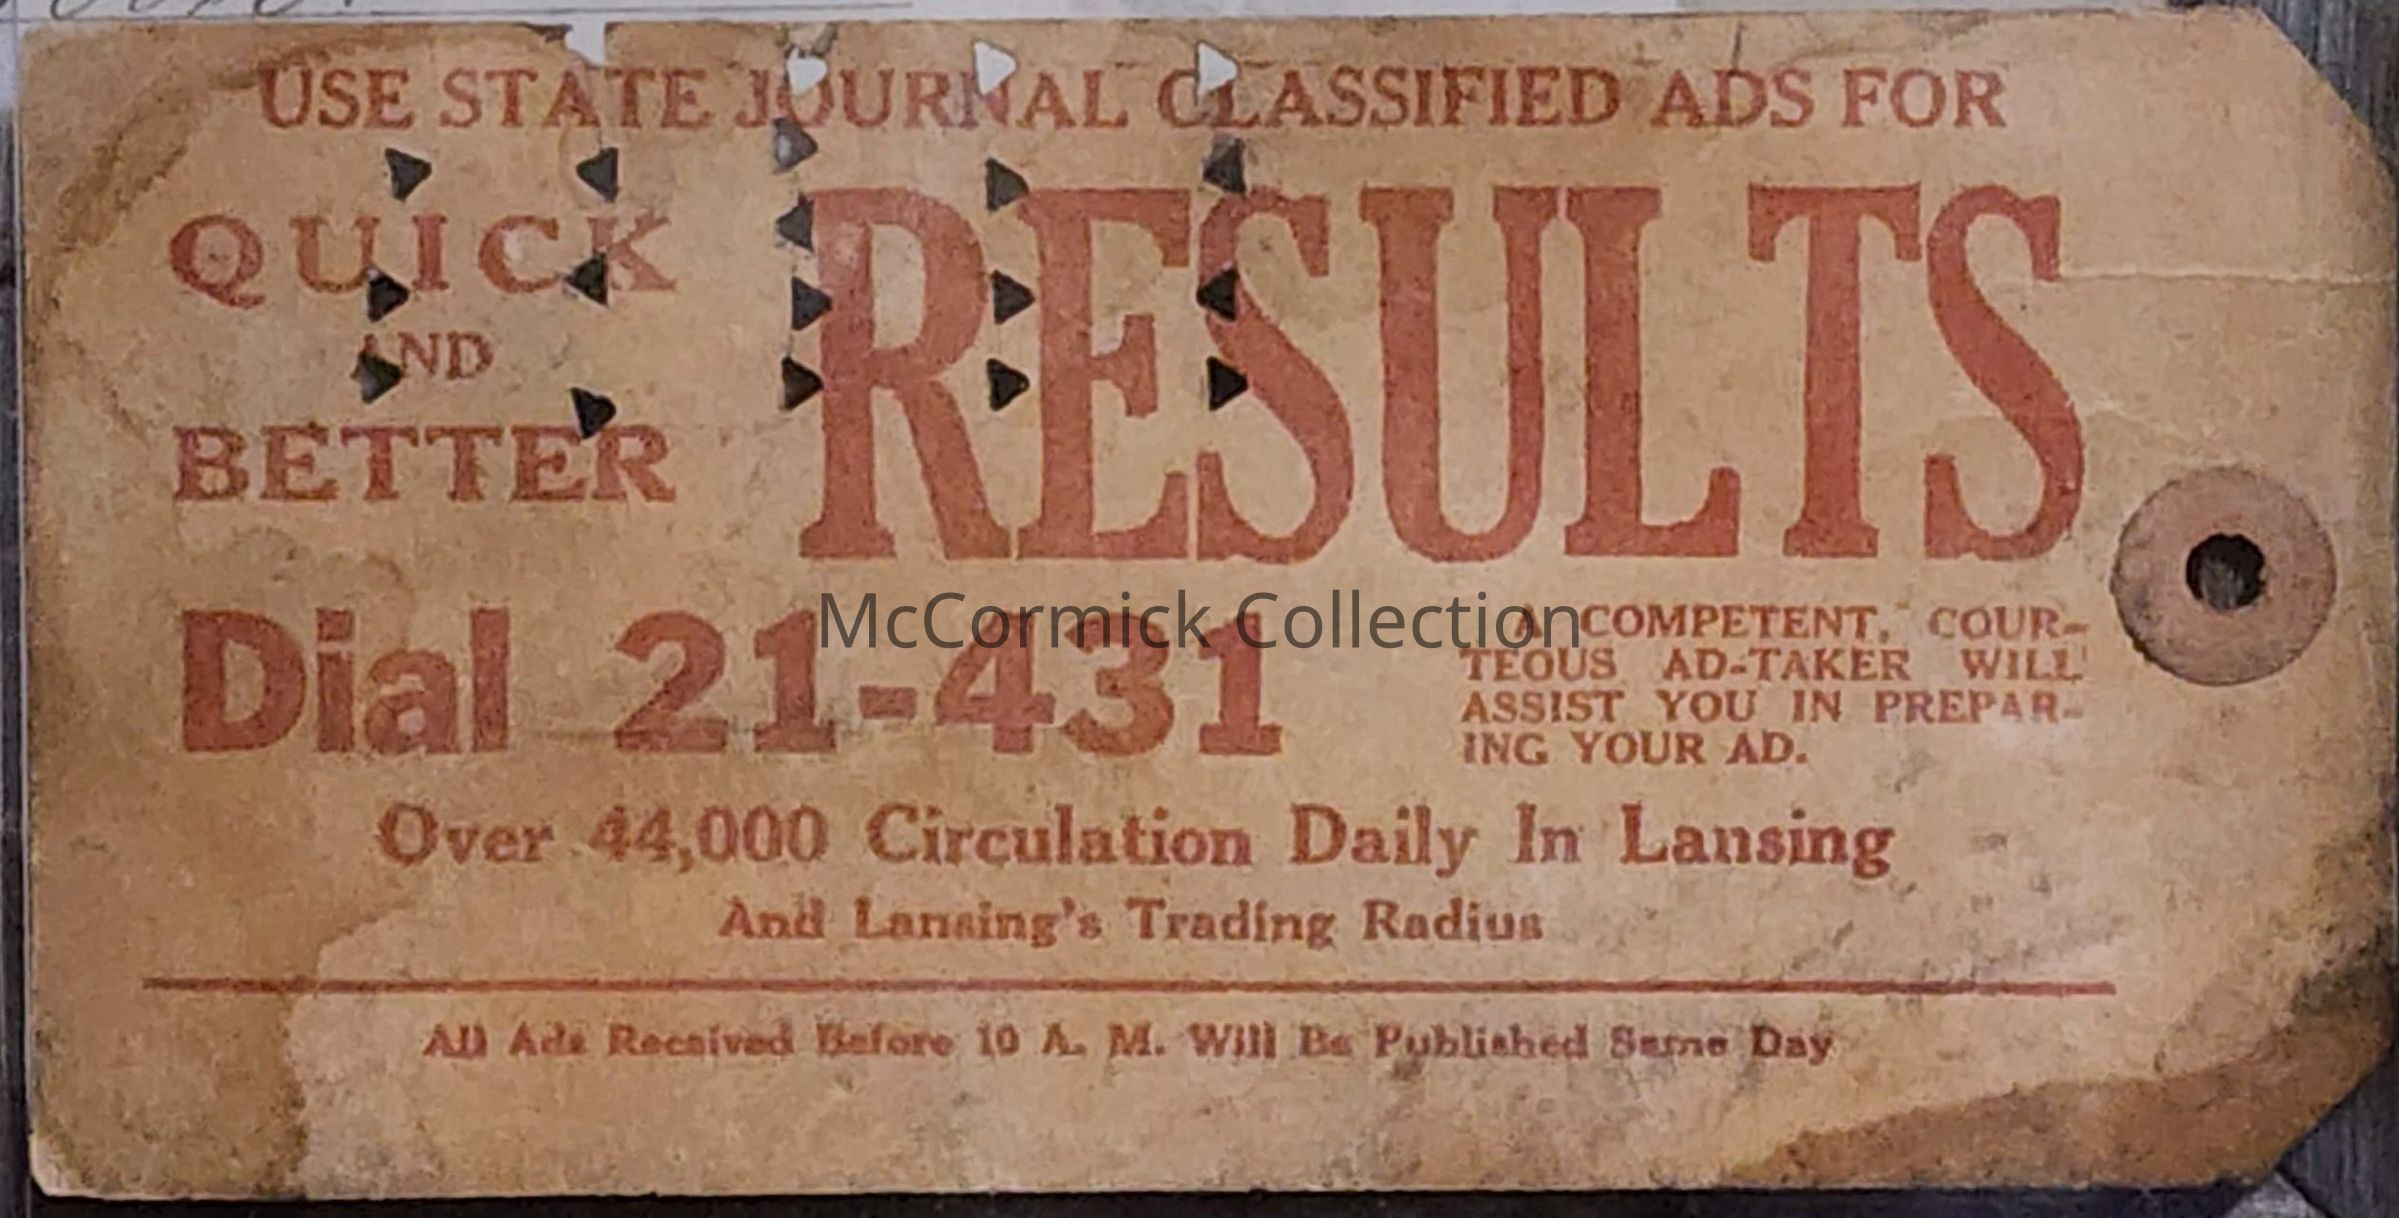 USE STATE JOURNAL CLASSIFIED ADS FOR
QUICK
AND
BETTER
RESULTS
Dial 21-431
A COMPETENT, COUR-
TEOUS AD-TAKER WILL
ASSIST YOU IN PREPAR-
ING YOUR AD.
McCormick Collection
Over 44,000 Circulation Daily In Lansing
And Lansing's Trading Radius
All Ads Received Before 10 A. M. Will Be Published Same Day